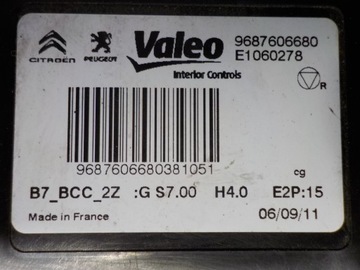 CITROËN PEUGEOT Valeo 9687606680
E1060278
Interior Controls
R
9687606680381051
cg
B7_BCC_2Z :G S7.00 H4.0 E2P:15
Made in France 06/09/11